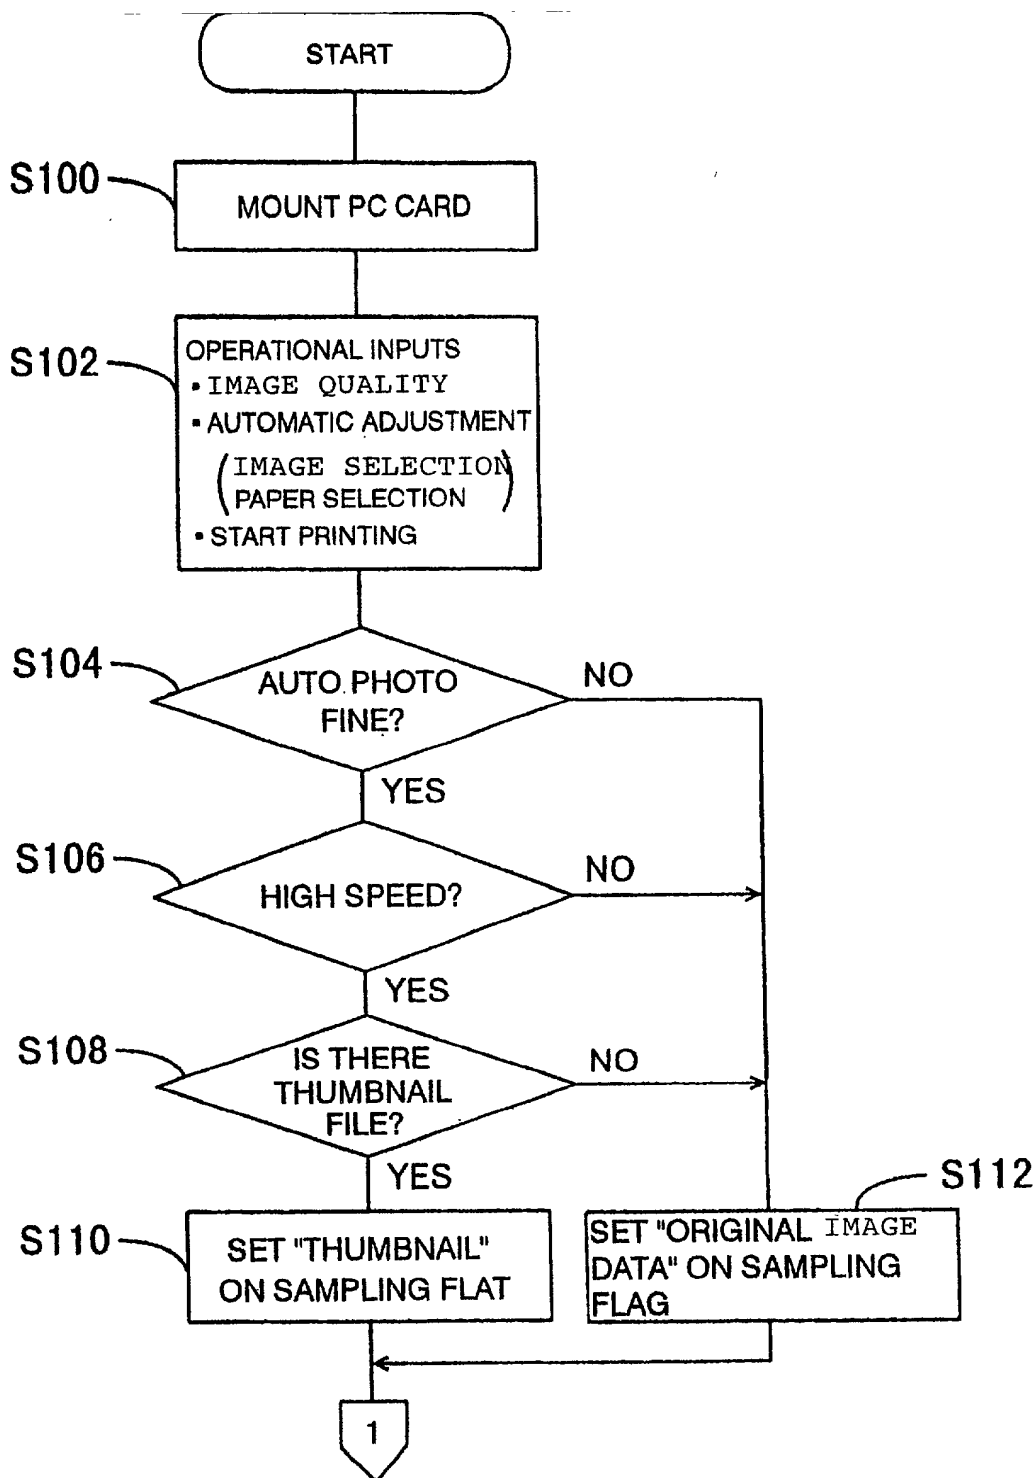 START
S100
MOUNT PC CARD
S102
OPERATIONAL INPUTS
▪ IMAGE QUALITY
▪ AUTOMATIC ADJUSTMENT
(IMAGE SELECTION
PAPER SELECTION)
▪ START PRINTING
S104
AUTO PHOTO
FINE?
NO
YES
S106
HIGH SPEED?
NO
YES
S108
IS THERE
THUMBNAIL
FILE?
NO
YES
S110
SET "THUMBNAIL"
ON SAMPLING FLAT
S112
SET "ORIGINAL IMAGE
DATA" ON SAMPLING
FLAG
1